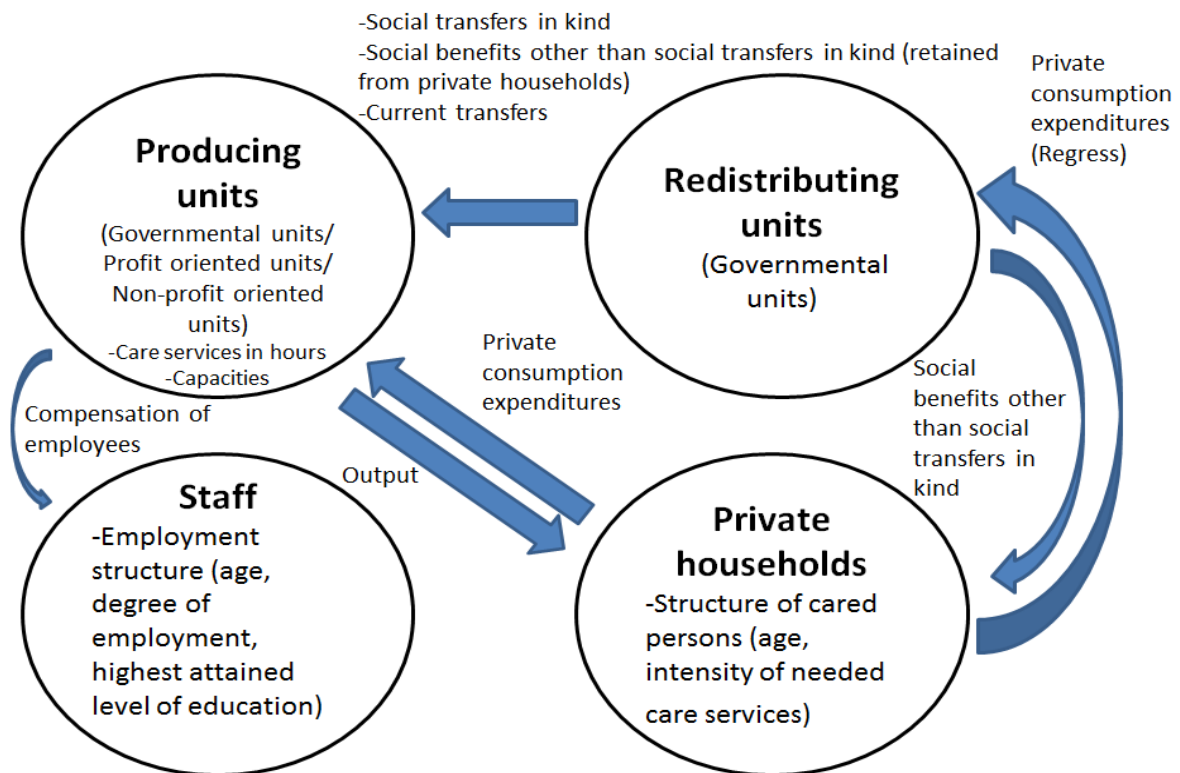 -Social transfers in kind
-Social benefits other than social transfers in kind (retained
from private households)
-Current transfers
Private
consumption
expenditures
(Regress)
Producing
units
(Governmental units/
Profit oriented units/
Non-profit oriented
units)
-Care services in hours
-Capacities
Redistributing
units
(Governmental
units)
Private
consumption
expenditures
Social
benefits other
than social
transfers in
kind
Compensation of
employees
Output
Staff
-Employment
structure (age,
degree of
employment,
highest attained
level of education)
Private
households
-Structure of cared
persons (age,
intensity of needed
care services)